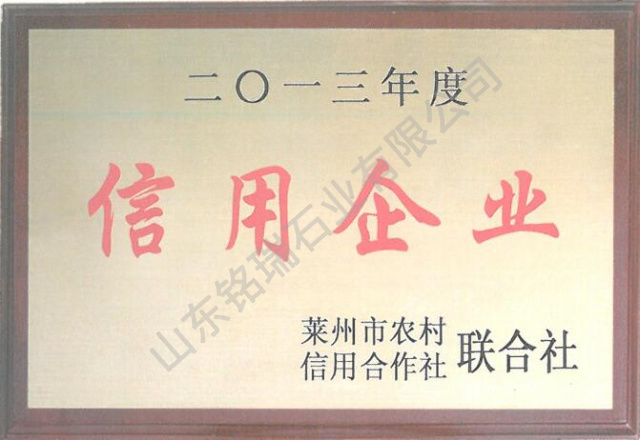 二〇一三年度
信用企业
莱州市农村
信用合作社 联合社
山东铭瑞石业有限公司